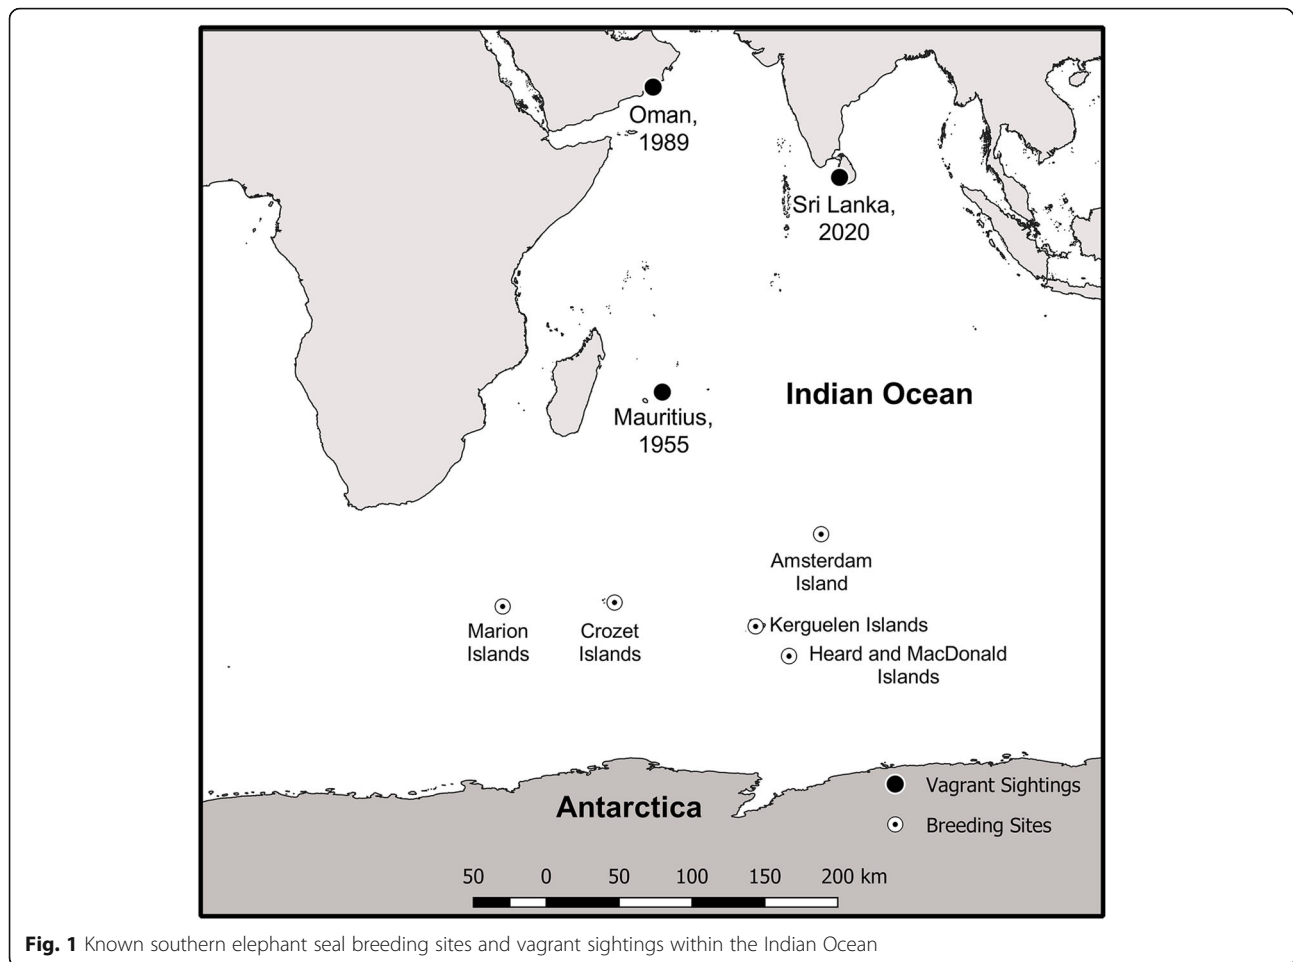 Oman,
1989
Sri Lanka,
2020
Indian Ocean
Mauritius,
1955
Amsterdam
Island
Marion
Islands
Crozet
Islands
Kerguelen Islands
Heard and MacDonald
Islands
Vagrant Sightings
Antarctica
Breeding Sites
50 0 50 100 150 200 km
Fig. 1 Known southern elephant seal breeding sites and vagrant sightings within the Indian Ocean